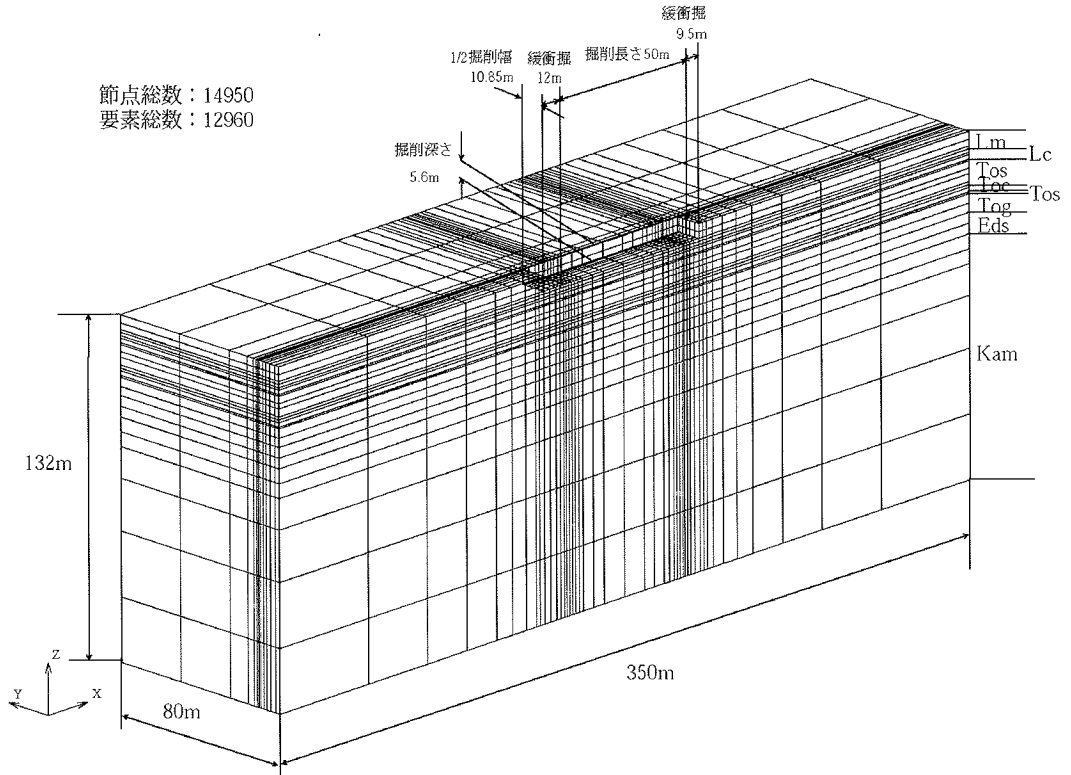 緩衝掘
9.5m
掘削長さ50m
1/2掘削幅
緩衝掘
10.85m
12m
節点総数：14950
要素総数：12960
掘削深さ
5.6m
Lm
Lc
Tos
Toc
Tos
Tog
Eds
Kam
132m
350m
80m
Z
Y
X